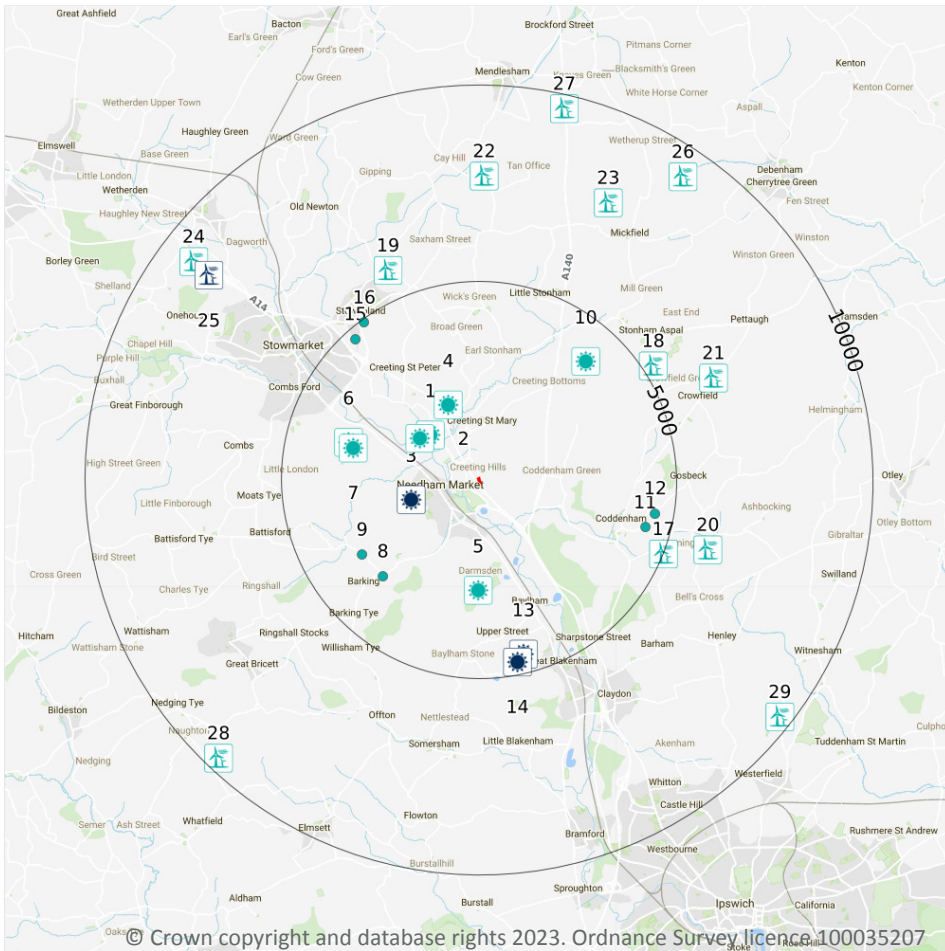 Great Ashfield
Bacton
Brockford Street
Earl's Green
Ford's Green
Pitmans Corner
Cow Green
Mendlesham
Blacksmith's Green
Kenton
Kenton Corner
27
White Horse Corner
Wetherden Upper Town
Aspall
Haughley Green
Ward Green
Wetherup Street
Elmswell
Base Green
22
Cay Hill
Tan Office
26
Little London
Gipping
Debenham
Wetherden
23
Cherrytree Green
Fen Street
Haughley New Street
Old Newton
24
Dagworth
19
Saxham Street
Mickfield
Winston
Borley Green
A140
Winston Green
Shelland
Wick's Green
Little Stonham
Mill Green
A14
16
10000
25
15
Broad Green
10
East End
Pettaugh
Stowmarket
Earl Stonham
Stonham Aspal
Chapel Hill
18
21
Purple Hill
Creeting St Peter
4
Buxhall
Combs Ford
Creeting Bottoms
Crowfield
Great Finborough
6
1
5000
Helmingham
Creeting St Mary
Combs
2
High Street Green
Little London
3
Creeting Hills
Coddenham Green
Gosbeck
Otley
Needham Market
Moats Tye
7
12
Little Finborough
11
Ashbocking
Otley Bottom
Battisford
9
Coddenham
17
20
Gibraltar
Battisford Tye
8
5
Bird Street
Cross Green
Darmsden
Swilland
Charles Tye
Ringshall
Barking
Bell's Cross
Barking Tye
13
Hitcham
Wattisham
Ringshall Stocks
Upper Street
Sharpstone Street
Henley
Wattisham Stone
Willisham Tye
Baylham Stone
Barham
Witnesham
Great Bricett
29
Nedging Tye
14
Claydon
Bildeston
Offton
Nettlestead
28
Somersham
Little Blakenham
Akenham
Tuddenham St Martin
Nedging
Westerfield
Whitton
Castle Hill
Semer
Ash Street
Whatfield
Elmsett
Flowton
Bramford
Rushmere St Andrew
Westbourne
Burstallhill
Sproughton
Aldham
Burstall
Ipswich
California
© Crown copyright and database rights 2023. Ordnance Survey licence 100035207